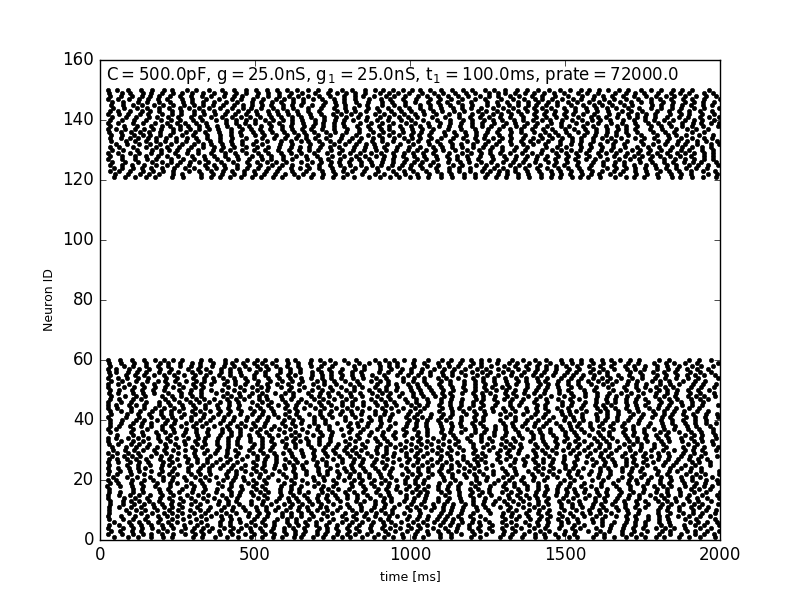 C = 500.0pF, g = 25.0nS, g₁ = 25.0nS, t₁ = 100.0ms, prate = 72000.0
160
140
120
100
80
60
40
20
0
Neuron ID
0 500 1000 1500 2000
time [ms]